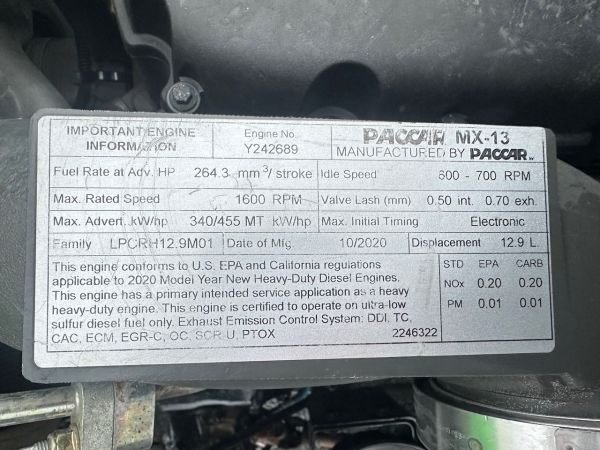 IMPORTANT ENGINE INFORMATION
Engine No. Y242689
PACCAR MX-13
MANUFACTURED BY PACCAR
Fuel Rate at Adv. HP 264.3 mm³/ stroke Idle Speed 600 - 700 RPM
Max. Rated Speed 1600 RPM Valve Lash (mm) 0.50 int. 0.70 exh.
Max. Advert. kW/hp 340/455 MT kW/hp Max. Initial Timing Electronic
Family LPCRH12.9M01 Date of Mfg. 10/2020 Displacement 12.9 L
This engine conforms to U.S. EPA and California regulations
applicable to 2020 Model Year New Heavy-Duty Diesel Engines.
This engine has a primary intended service application as a heavy
heavy-duty engine. This engine is certified to operate on ultra-low
sulfur diesel fuel only. Exhaust Emission Control System: DDI, TC,
CAC, ECM, EGR-C, OC, SCR U, PTOX 2246322
STD EPA CARB
NOx 0.20 0.20
PM 0.01 0.01